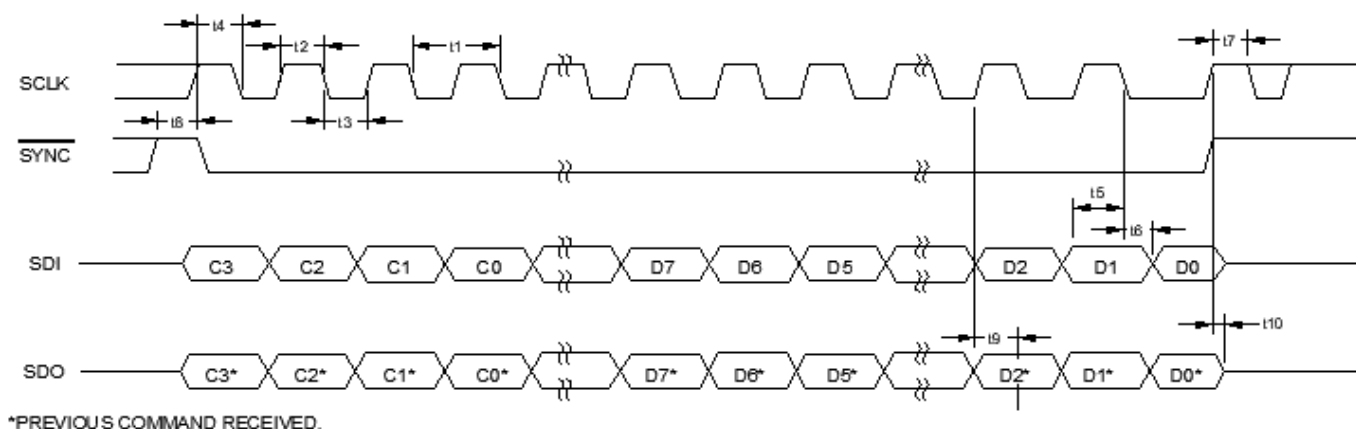 t4
t2
t1
t7
SCLK
t8
t3
SYNC
t5
t6
SDI C3 C2 C1 C0 D7 D6 D5 D2 D1 D0
t9
t10
SDO C3* C2* C1* C0* D7* D6* D5* D2* D1* D0*
*PREVIOUS COMMAND RECEIVED.